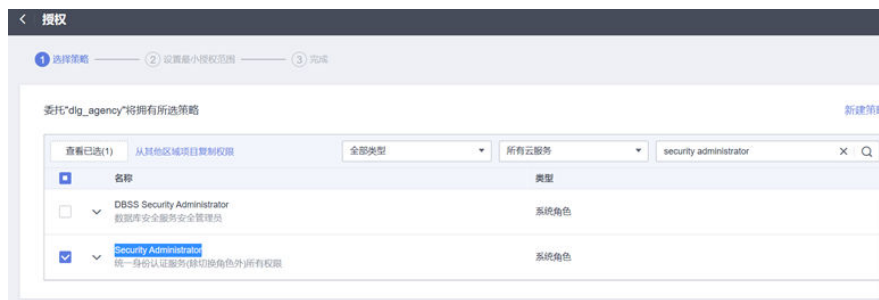 授权
1 选择策略 2 设置最小授权范围 3 完成
委托"dlg_agency"将拥有所选策略 新建策略
查看已选(1) 从其他区域项目复制权限 全部类型 所有云服务 security administrator
名称 类型
DBSS Security Administrator
数据库安全服务安全管理员
系统角色
Security Administrator
统一身份认证服务(除切换角色外)所有权限
系统角色